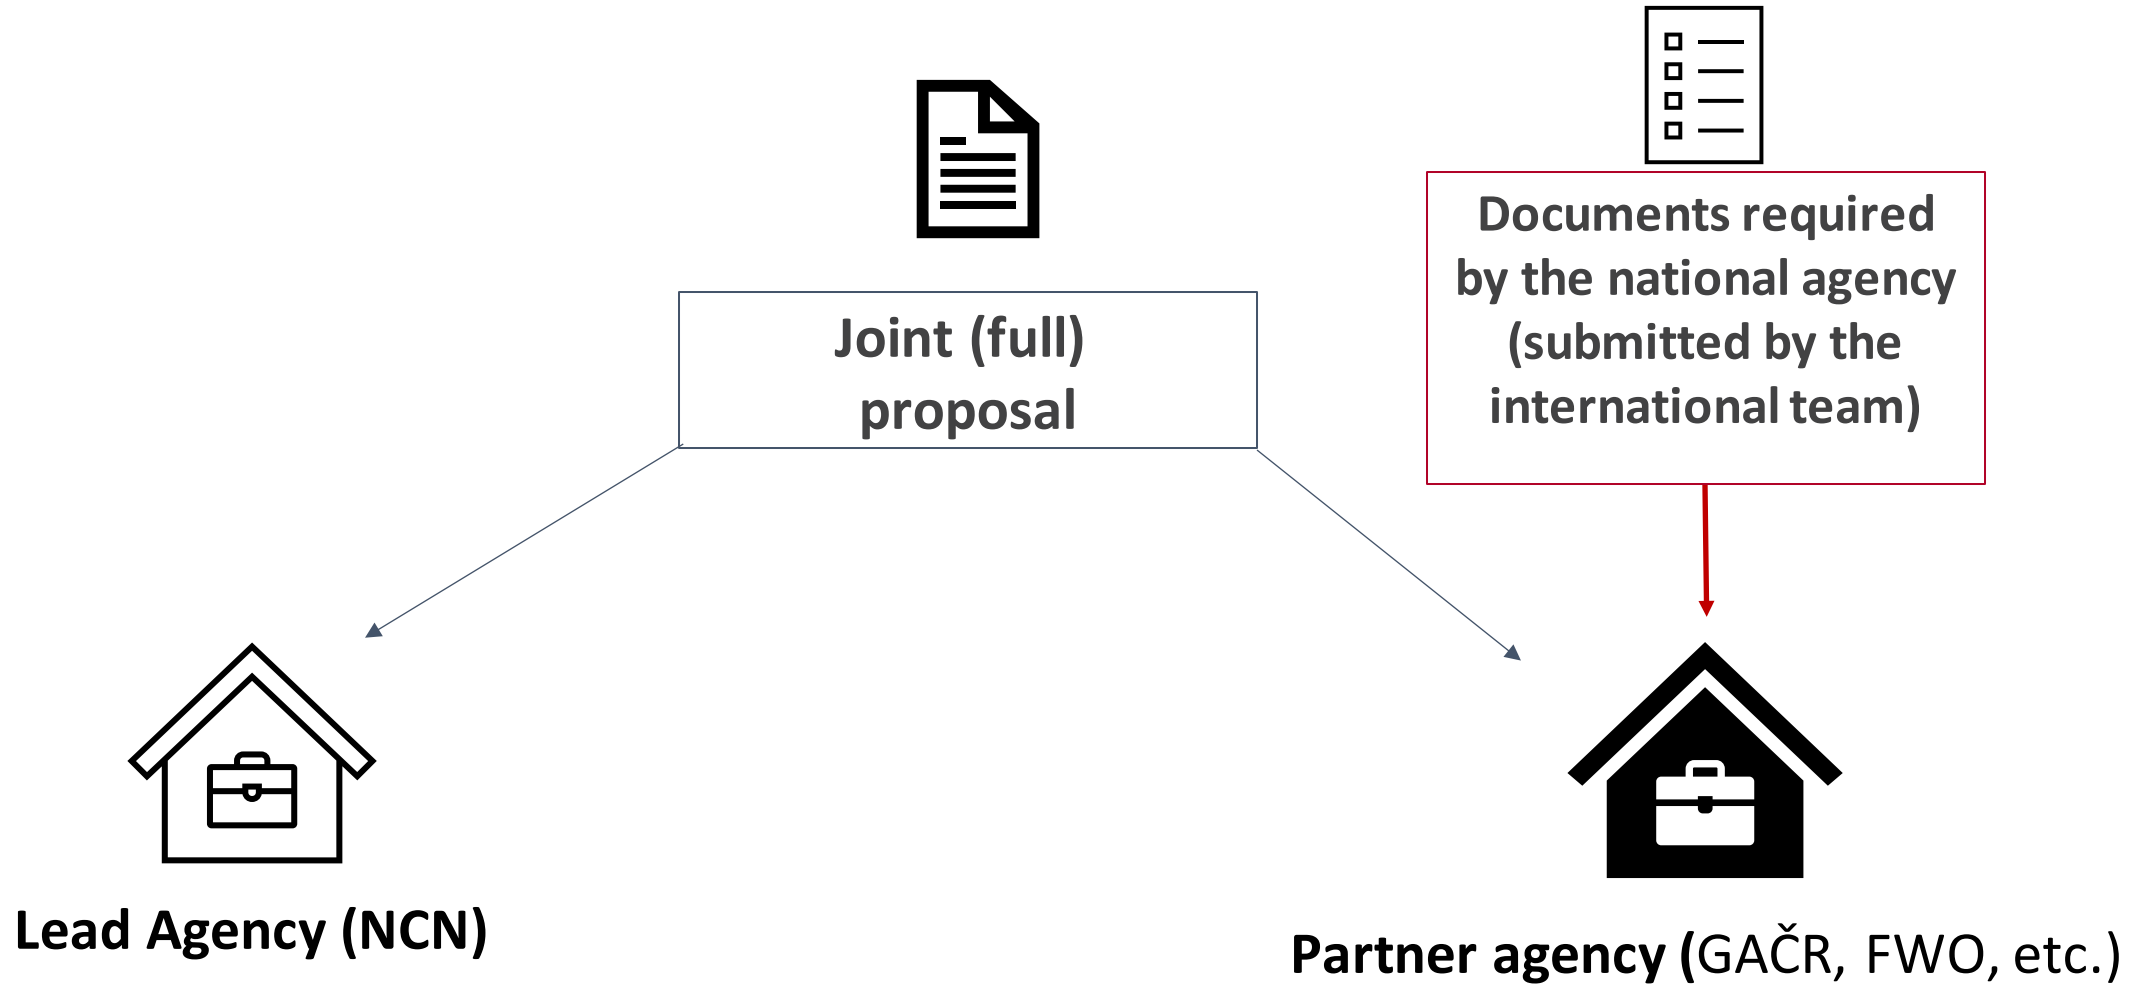 Documents required
by the national agency
(submitted by the
international team)
Joint (full)
proposal
Lead Agency (NCN)
Partner agency (GAČR, FWO, etc.)